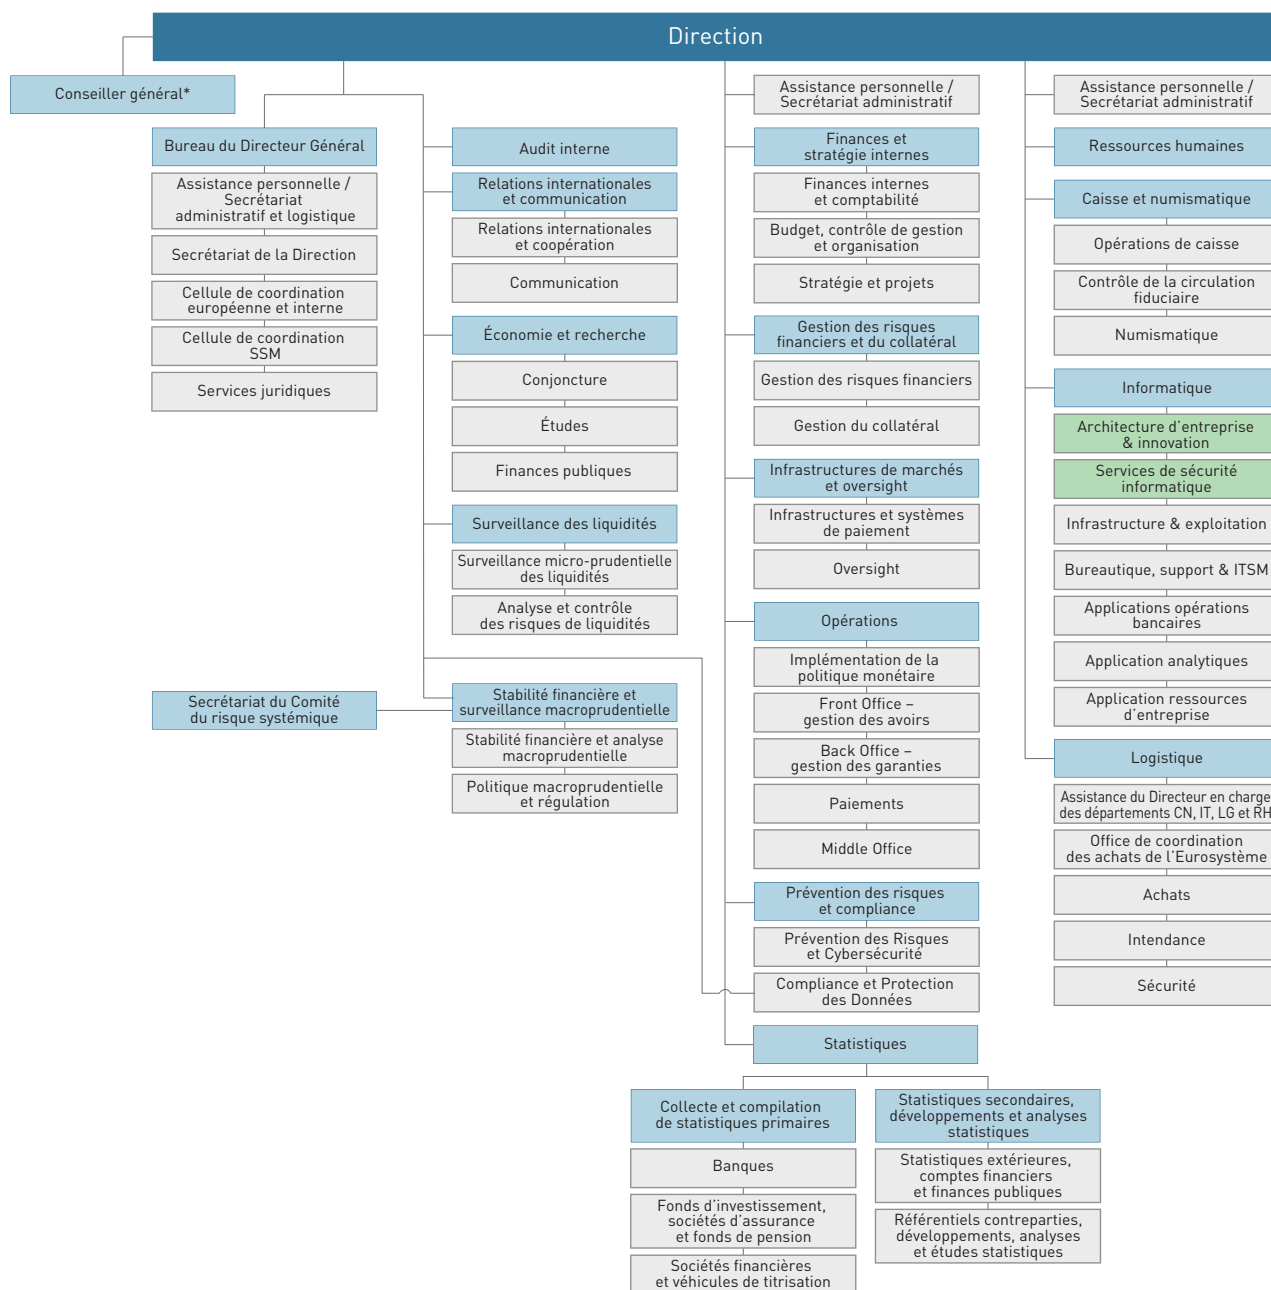 Direction
Conseiller général*
Bureau du Directeur Général
Assistance personnelle /
Secrétariat
administratif et logistique
Secrétariat de la Direction
Cellule de coordination
européenne et interne
Cellule de coordination
SSM
Services juridiques
Secrétariat du Comité
du risque systémique
Audit interne
Relations internationales
et communication
Relations internationales
et coopération
Communication
Économie et recherche
Conjoncture
Études
Finances publiques
Surveillance des liquidités
Surveillance micro-prudentielle
des liquidités
Analyse et contrôle
des risques de liquidités
Stabilité financière et
surveillance macroprudentielle
Stabilité financière et analyse
macroprudentielle
Politique macroprudentielle
et régulation
Assistance personnelle /
Secrétariat administratif
Finances et
stratégie internes
Finances internes
et comptabilité
Budget, contrôle de gestion
et organisation
Stratégie et projets
Gestion des risques
financiers et du collatéral
Gestion des risques financiers
Gestion du collatéral
Infrastructures de marchés
et oversight
Infrastructures et systèmes
de paiement
Oversight
Opérations
Implémentation de la
politique monétaire
Front Office –
gestion des avoirs
Back Office –
gestion des garanties
Paiements
Middle Office
Prévention des risques
et compliance
Prévention des Risques
et Cybersécurité
Compliance et Protection
des Données
Statistiques
Collecte et compilation
de statistiques primaires
Banques
Fonds d'investissement,
sociétés d'assurance
et fonds de pension
Sociétés financières
et véhicules de titrisation
Statistiques secondaires,
développements et analyses
statistiques
Statistiques extérieures,
comptes financiers
et finances publiques
Référentiels contreparties,
développements, analyses
et études statistiques
Assistance personnelle /
Secrétariat administratif
Ressources humaines
Caisse et numismatique
Opérations de caisse
Contrôle de la circulation
fiduciaire
Numismatique
Informatique
Architecture d'entreprise
& innovation
Services de sécurité
informatique
Infrastructure & exploitation
Bureautique, support & ITSM
Applications opérations
bancaires
Application analytiques
Application ressources
d'entreprise
Logistique
Assistance du Directeur en charge
des départements CN, IT, LG et RH
Office de coordination
des achats de l'Eurosystème
Achats
Intendance
Sécurité